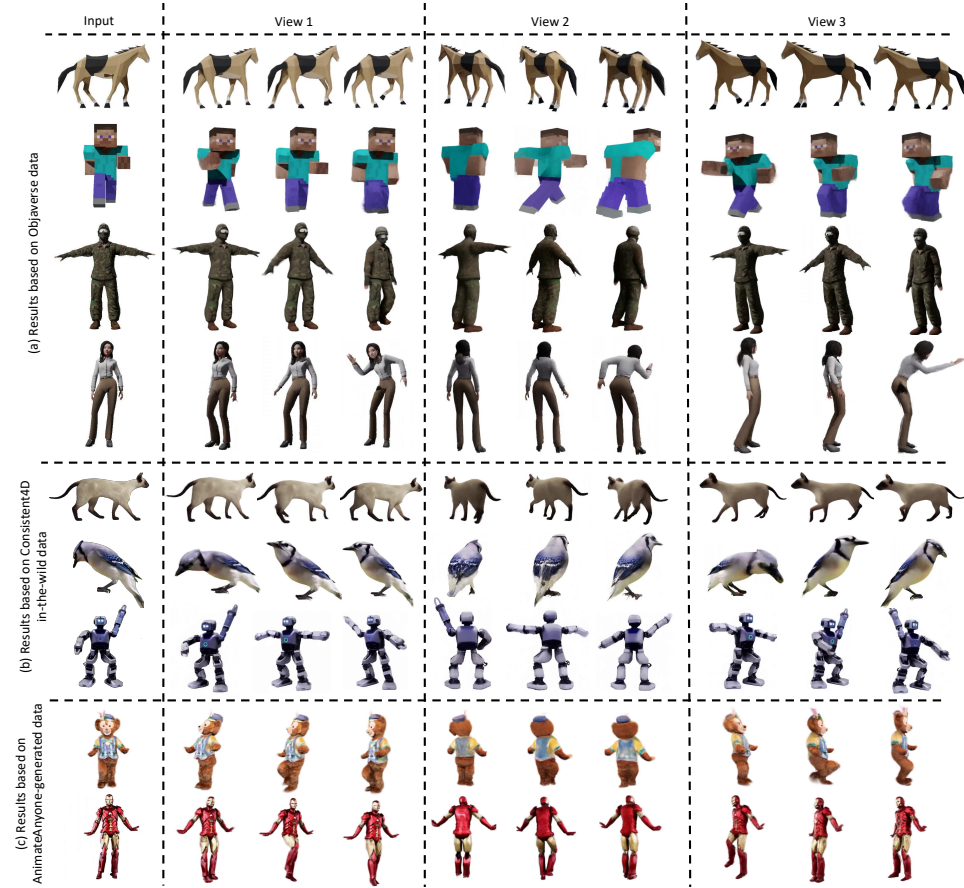 Input
View 1
View 2
View 3
(a) Results based on Objaverse data
(b) Results based on Consistent4D
in-the-wild data
(c) Results based on
AnimateAnyone-generated data